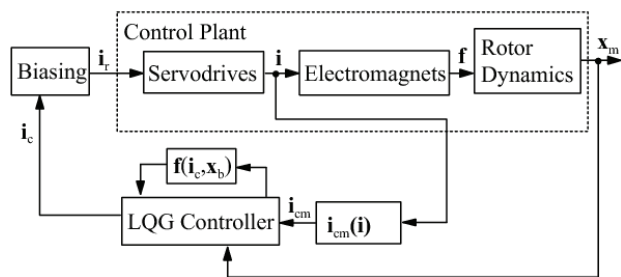 Control Plant
Biasing
i_r
Servodrives
i
Electromagnets
f
Rotor
Dynamics
x_m
i_c
f(i_c,x_b)
LQG Controller
i_cm
i_cm(i)